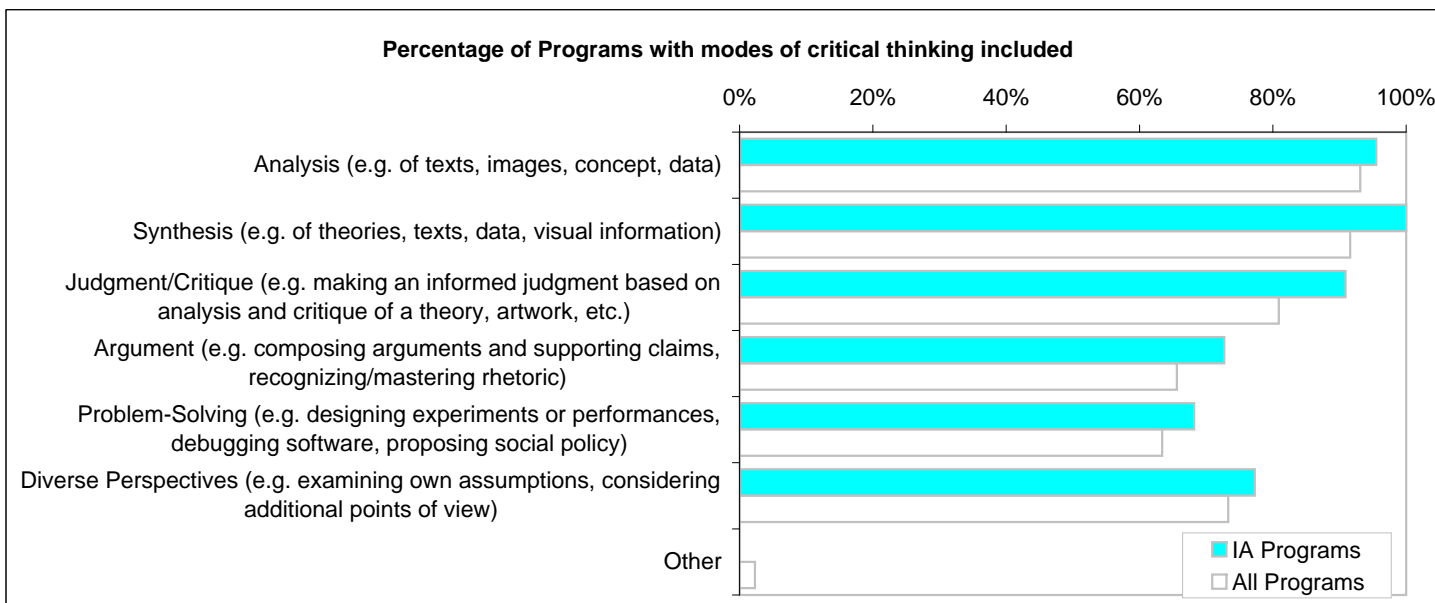 Percentage of Programs with modes of critical thinking included
0% 20% 40% 60% 80% 100%
Analysis (e.g. of texts, images, concept, data)
Synthesis (e.g. of theories, texts, data, visual information)
Judgment/Critique (e.g. making an informed judgment based on
analysis and critique of a theory, artwork, etc.)
Argument (e.g. composing arguments and supporting claims,
recognizing/mastering rhetoric)
Problem-Solving (e.g. designing experiments or performances,
debugging software, proposing social policy)
Diverse Perspectives (e.g. examining own assumptions, considering
additional points of view)
Other
IA Programs
All Programs